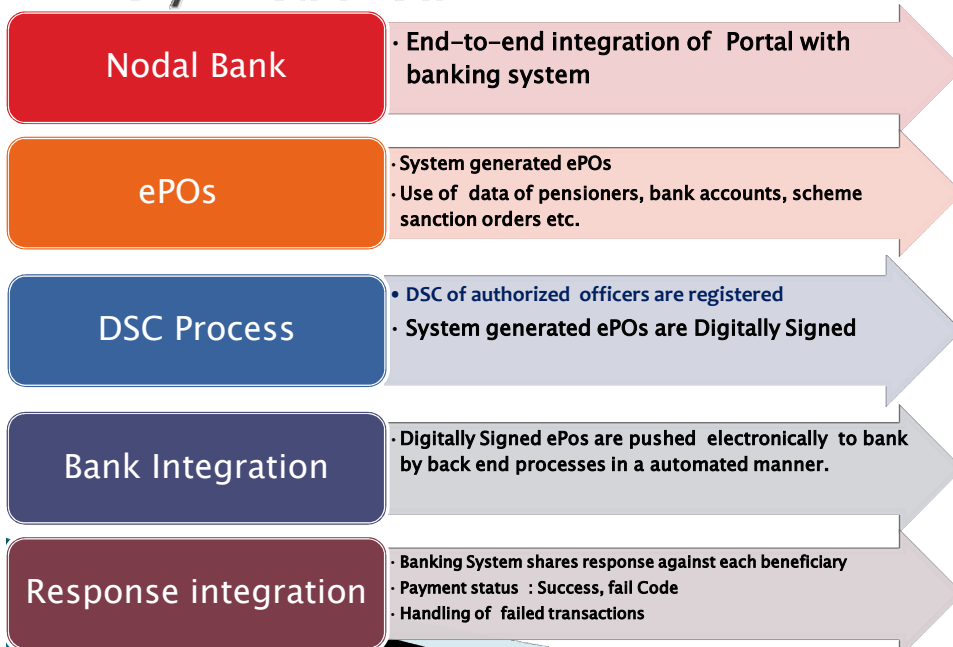 Nodal Bank
· End-to-end integration of Portal with
banking system
ePOs
· System generated ePOs
· Use of data of pensioners, bank accounts, scheme
sanction orders etc.
DSC Process
• DSC of authorized officers are registered
· System generated ePOs are Digitally Signed
Bank Integration
· Digitally Signed ePos are pushed electronically to bank
by back end processes in a automated manner.
Response integration
· Banking System shares response against each beneficiary
· Payment status : Success, fail Code
· Handling of failed transactions